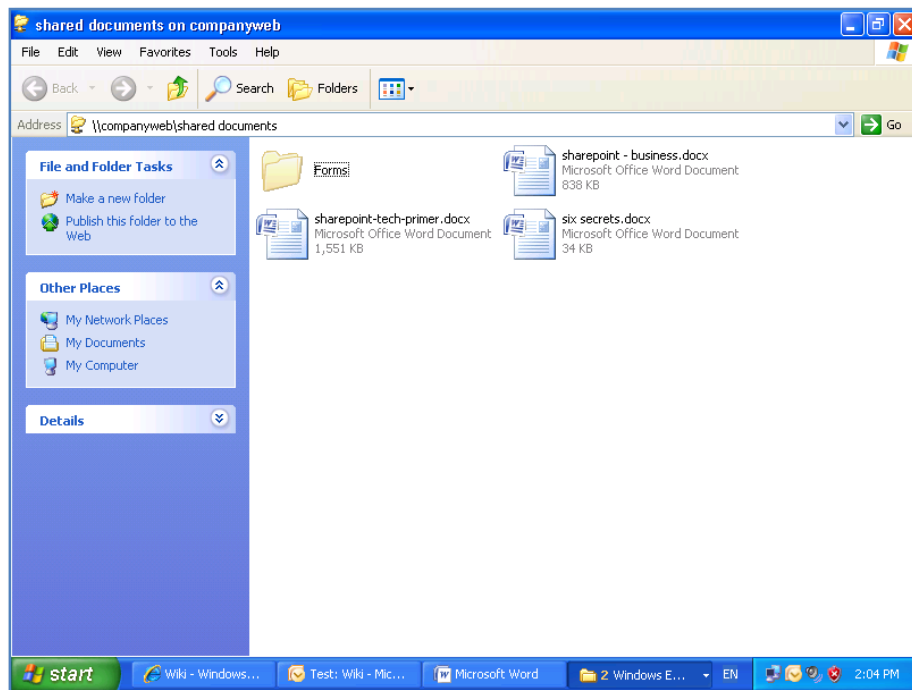 shared documents on companyweb
File Edit View Favorites Tools Help
Back Search Folders
Address \\companyweb\shared documents Go
File and Folder Tasks
Make a new folder
Publish this folder to the
Web
Other Places
My Network Places
My Documents
My Computer
Details
Forms
sharepoint - business.docx
Microsoft Office Word Document
838 KB
sharepoint-tech-primer.docx
Microsoft Office Word Document
1,551 KB
six secrets.docx
Microsoft Office Word Document
34 KB
start Wiki - Windows... Test: Wiki - Mic... Microsoft Word 2 Windows E... EN 2:04 PM